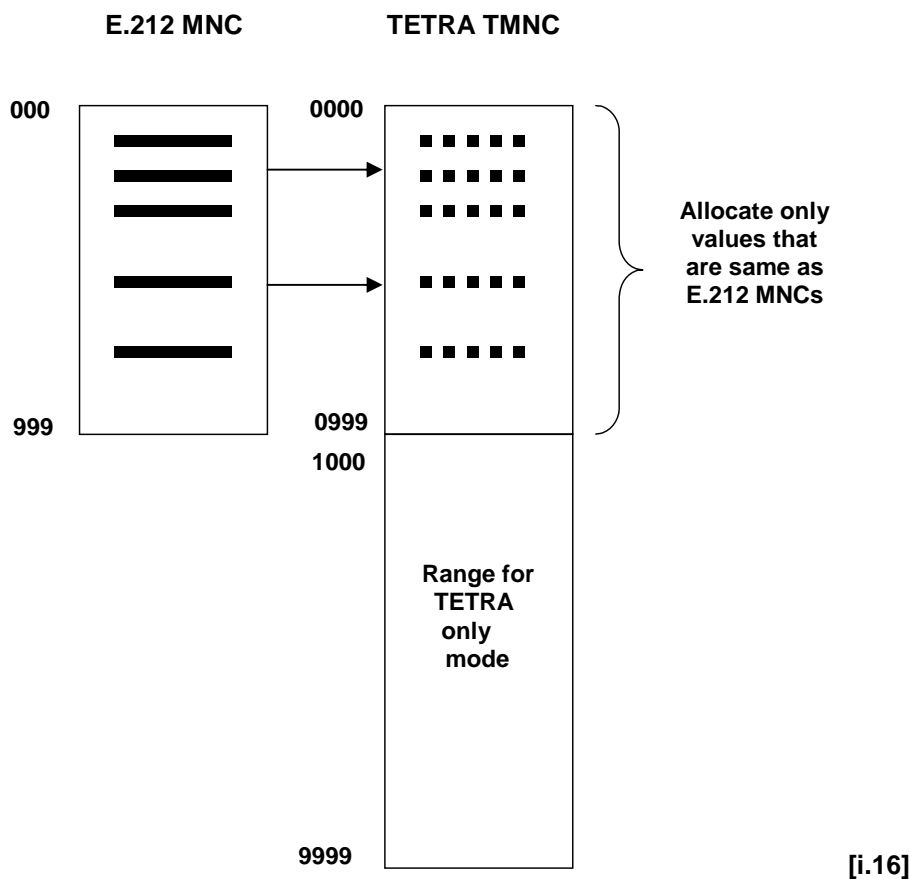 E.212 MNC
TETRA TMNC
000
0000
Allocate only
values that
are same as
E.212 MNCs
999
0999
1000
Range for
TETRA
only
mode
9999
[i.16]